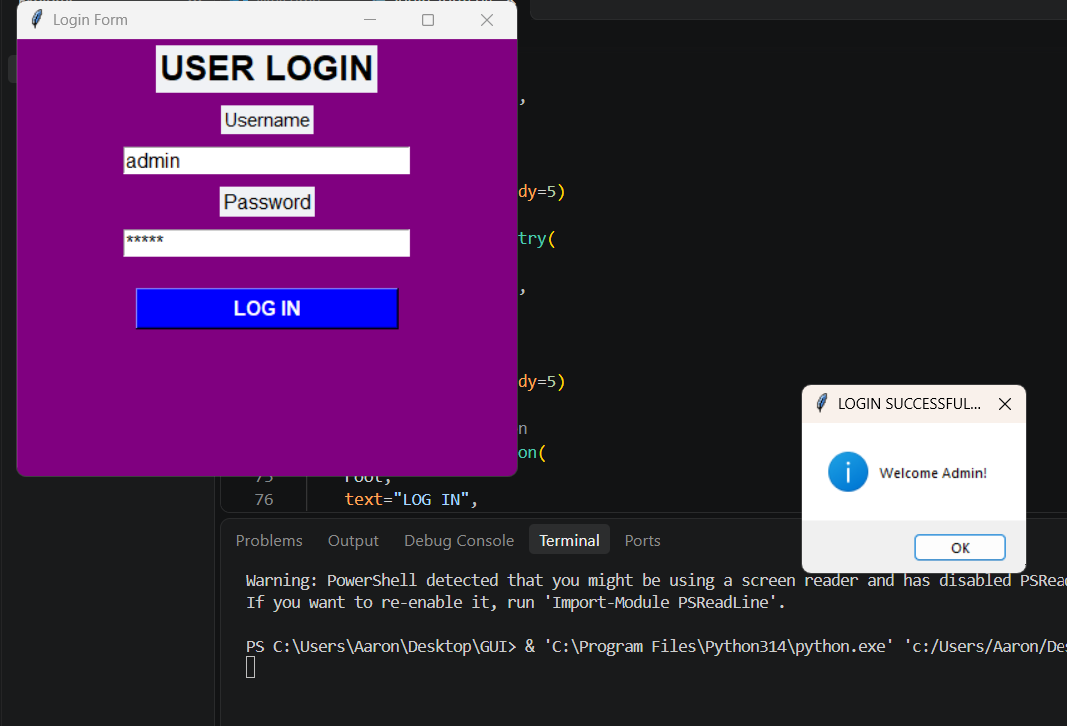 Login Form
USER LOGIN
Username
admin
Password
*****
LOG IN
,
dy=5)
try(
,
dy=5)
n
on(
76 text="LOG IN",
LOGIN SUCCESSFUL...
Welcome Admin!
OK
Problems Output Debug Console Terminal Ports
Warning: PowerShell detected that you might be using a screen reader and has disabled PSRea
If you want to re-enable it, run 'Import-Module PSReadLine'.
PS C:\Users\Aaron\Desktop\GUI> & 'C:\Program Files\Python314\python.exe' 'c:/Users/Aaron/Des